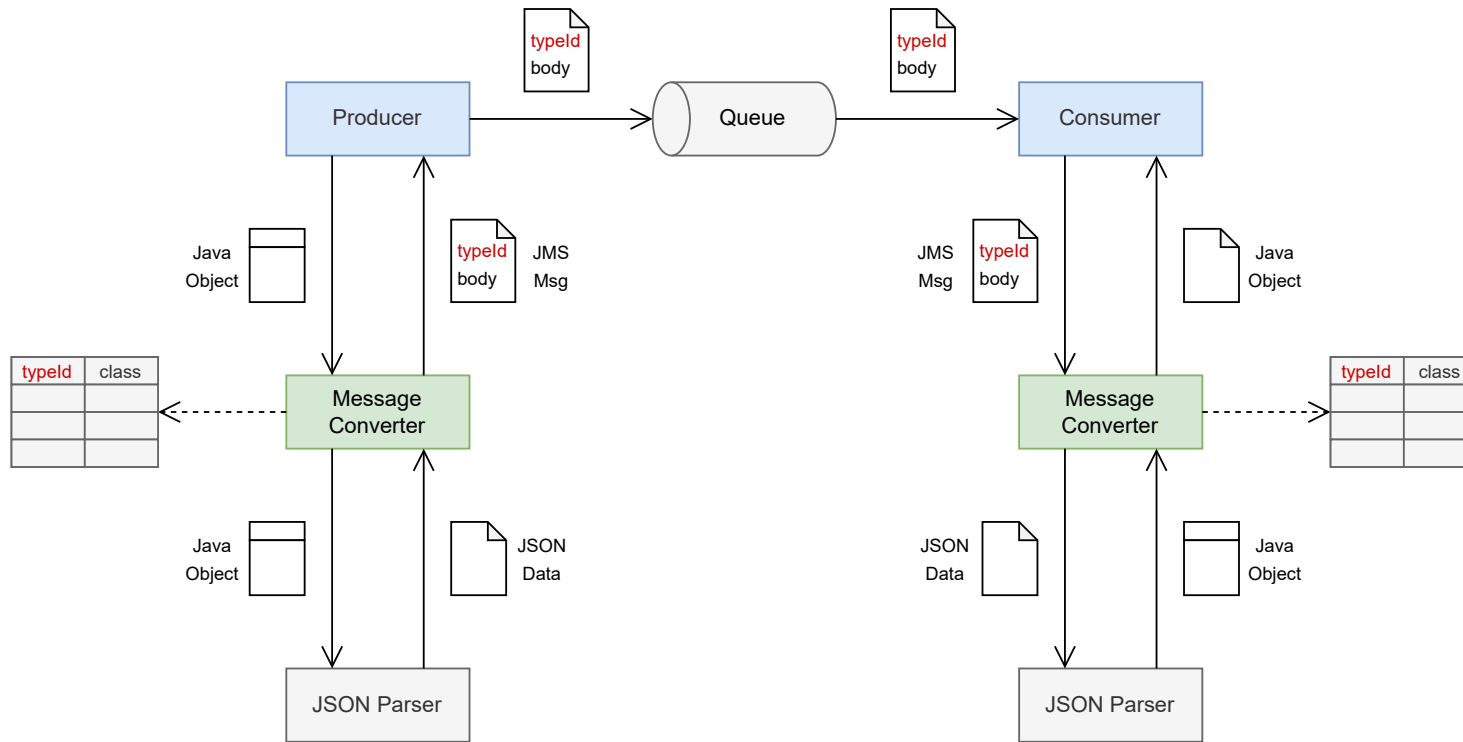 typeId
body
typeId
body
Producer
Queue
Consumer
Java
Object
typeId
body
JMS
Msg
JMS
Msg
typeId
body
Java
Object
typeId class
Message
Converter
Message
Converter
typeId class
Java
Object
JSON
Data
JSON
Data
Java
Object
JSON Parser
JSON Parser